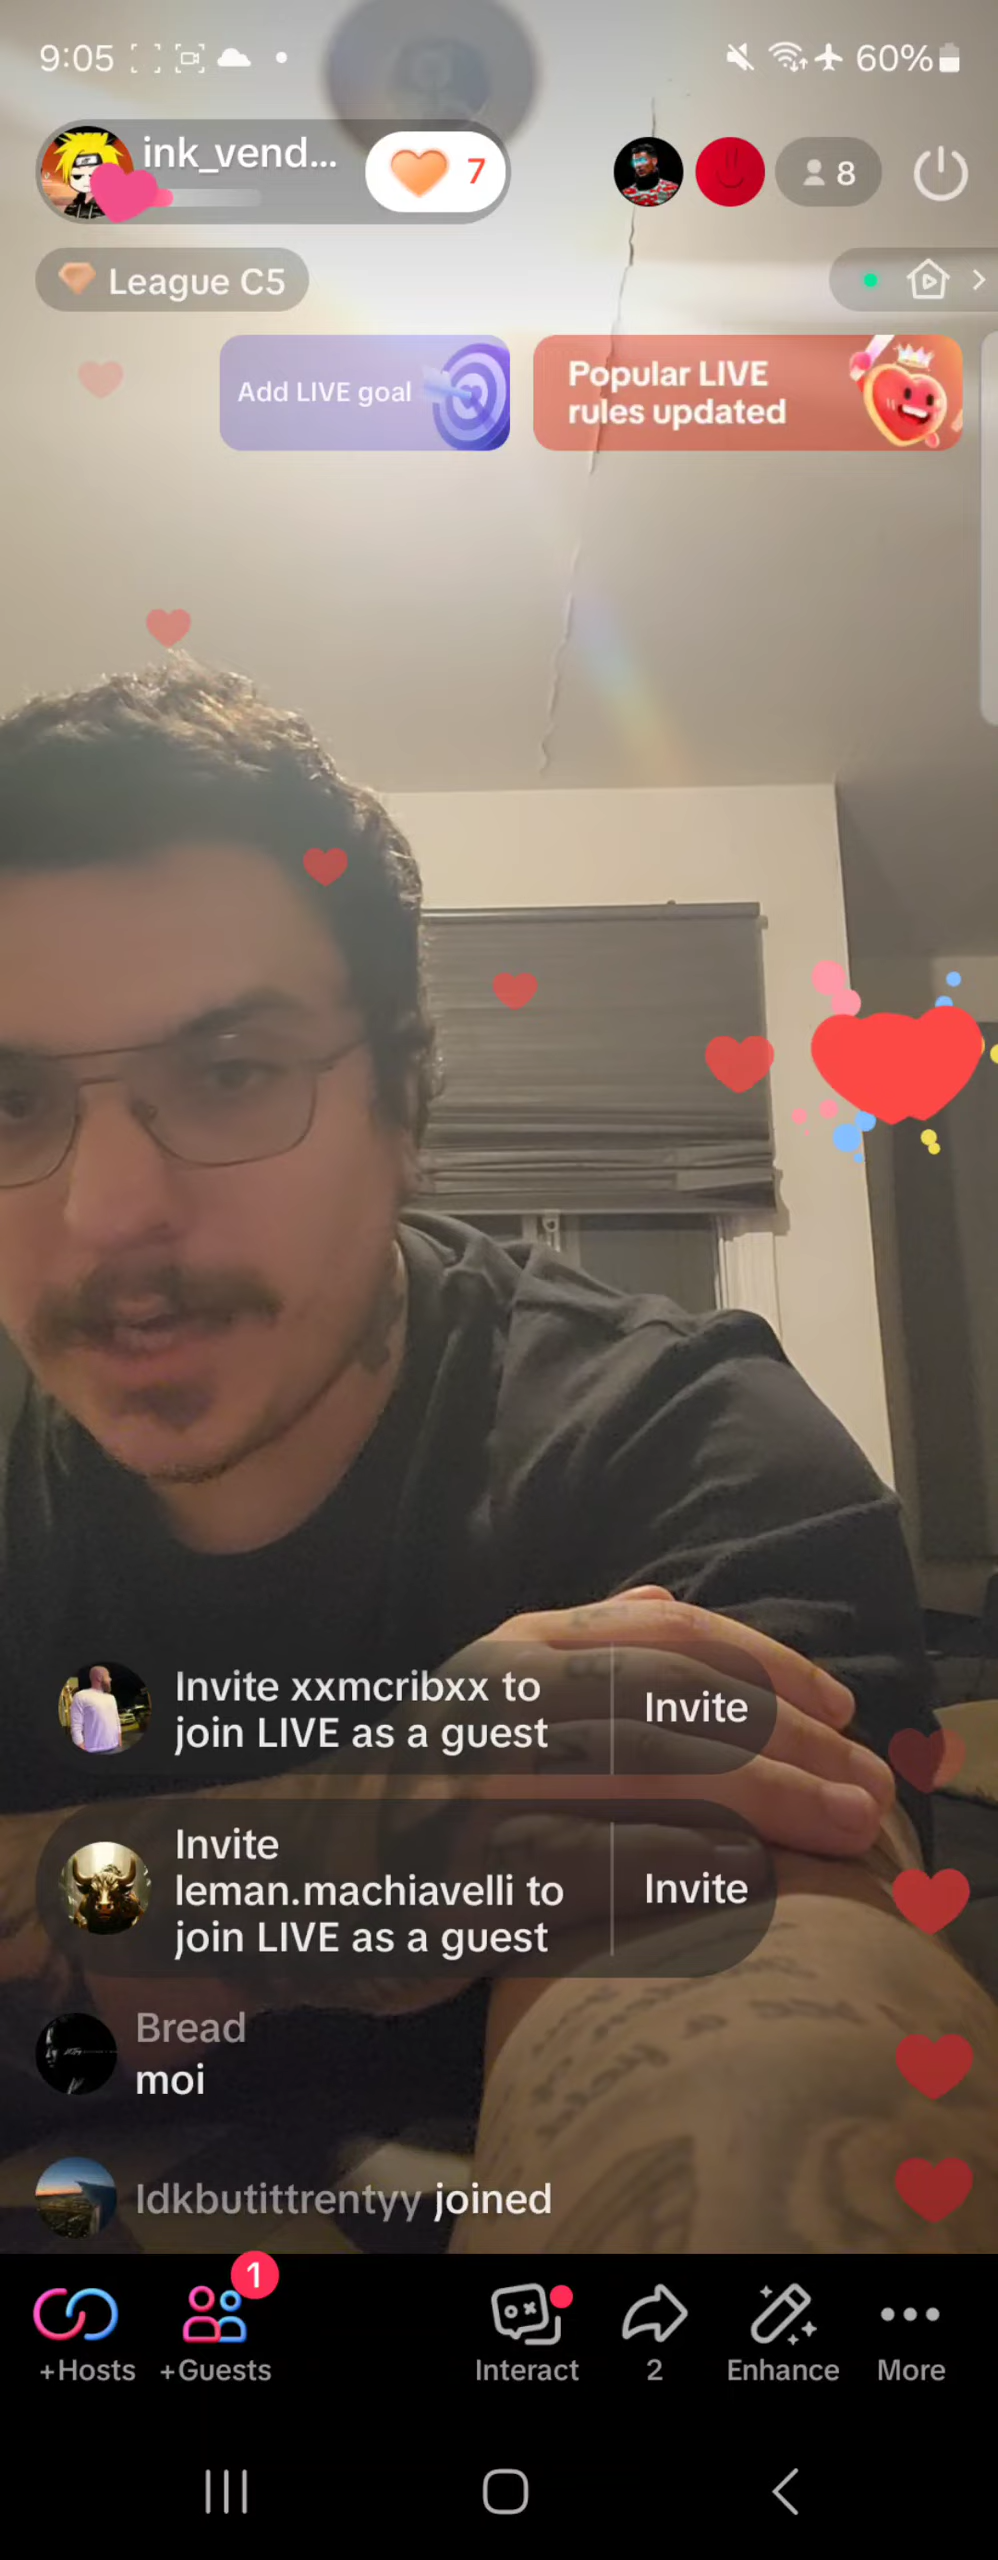 9:05
60%
ink_vend...
7
8
League C5
Add LIVE goal
Popular LIVE
rules updated
Invite xxmcribxx to
join LIVE as a guest
Invite
Invite
leman.machiavelli to
join LIVE as a guest
Invite
Bread
moi
Idkbutittrentyy joined
1
+Hosts
+Guests
Interact
2
Enhance
More